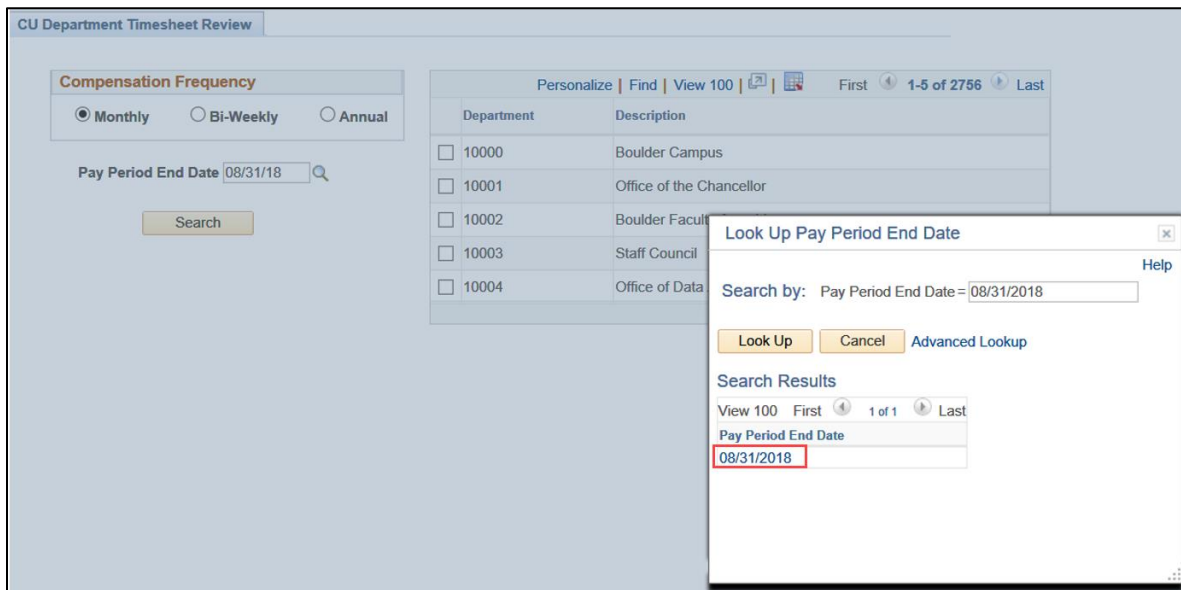 CU Department Timesheet Review
Compensation Frequency
Monthly Bi-Weekly Annual
Pay Period End Date 08/31/18
Search
Personalize | Find | View 100 | | First 1-5 of 2756 Last
Department Description
10000 Boulder Campus
10001 Office of the Chancellor
10002 Boulder
10003 Staff Council
10004 Office of Data
Look Up Pay Period End Date
Help
Search by: Pay Period End Date = 08/31/2018
Look Up Cancel Advanced Lookup
Search Results
View 100 First 1 of 1 Last
Pay Period End Date
08/31/2018